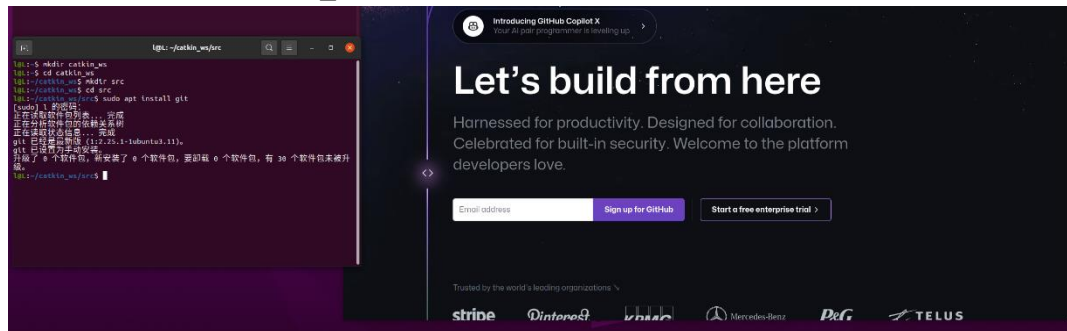 l@L: ~/catkin_ws/src
l@L:~$ mkdir catkin_ws
l@L:~$ cd catkin_ws
l@L:~/catkin_ws$ mkdir src
l@L:~/catkin_ws$ cd src
l@L:~/catkin_ws/src$ sudo apt install git
[sudo] l 的密码：
正在读取软件包列表... 完成
正在分析软件包的依赖关系树
正在读取状态信息... 完成
git 已经是最新版 (1:2.25.1-1ubuntu3.11)。
git 已设置为手动安装。
升级了 0 个软件包，新安装了 0 个软件包，要卸载 0 个软件包，有 30 个软件包未被升
级。
l@L:~/catkin_ws/src$
Introducing GitHub Copilot X
Your AI pair programmer is leveling up
Let's build from here
Harnessed for productivity. Designed for collaboration.
Celebrated for built-in security. Welcome to the platform
developers love.
Email address
Sign up for GitHub
Start a free enterprise trial >
Trusted by the world's leading organizations ↘
stripe
Pinterest
KPMG
Mercedes-Benz
P&G
TELUS